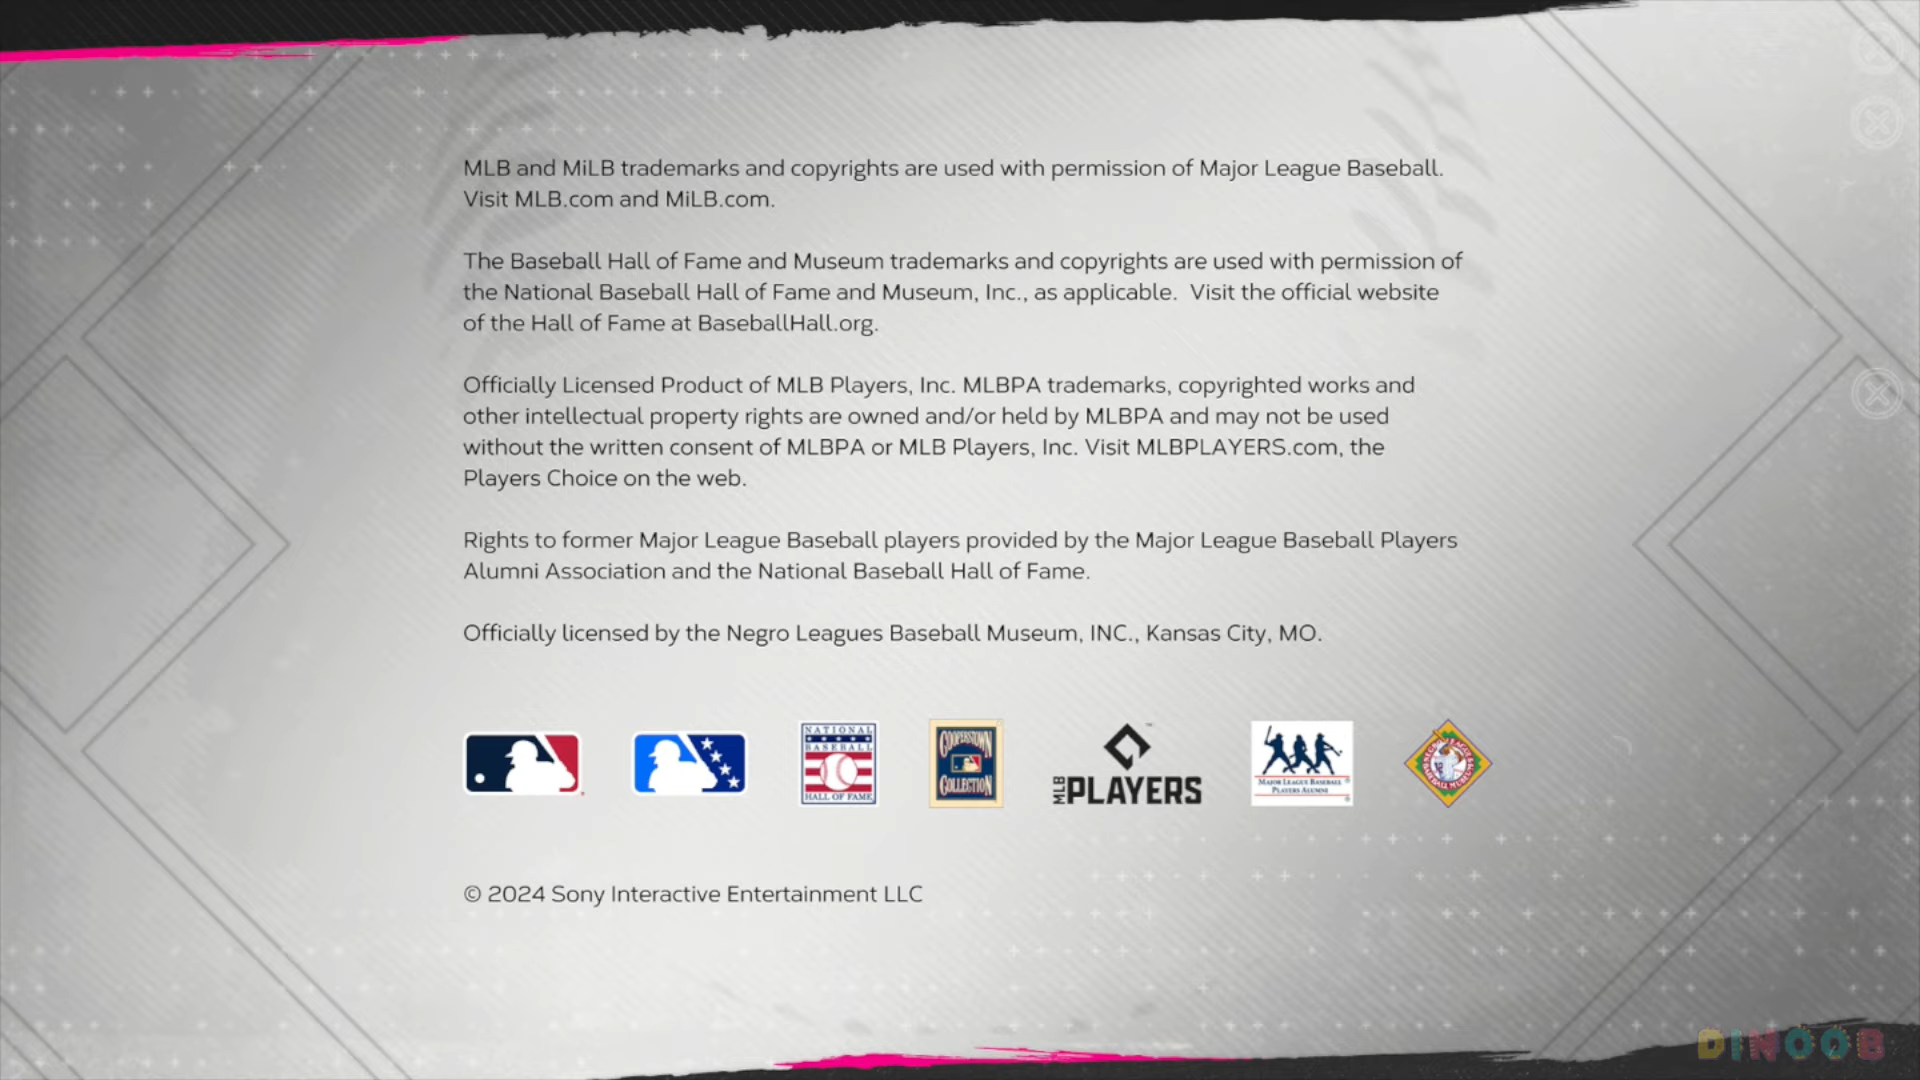 MLB and MiLB trademarks and copyrights are used with permission of Major League Baseball.
Visit MLB.com and MiLB.com.
The Baseball Hall of Fame and Museum trademarks and copyrights are used with permission of
the National Baseball Hall of Fame and Museum, Inc., as applicable. Visit the official website
of the Hall of Fame at BaseballHall.org.
Officially Licensed Product of MLB Players, Inc. MLBPA trademarks, copyrighted works and
other intellectual property rights are owned and/or held by MLBPA and may not be used
without the written consent of MLBPA or MLB Players, Inc. Visit MLBPLAYERS.com, the
Players Choice on the web.
Rights to former Major League Baseball players provided by the Major League Baseball Players
Alumni Association and the National Baseball Hall of Fame.
Officially licensed by the Negro Leagues Baseball Museum, INC., Kansas City, MO.
NATIONAL
BASEBALL
HALL OF FAME
COOPERSTOWN
COLLECTION
MLB PLAYERS™
MAJOR LEAGUE BASEBALL
PLAYERS ALUMNI
© 2024 Sony Interactive Entertainment LLC
DINOOB